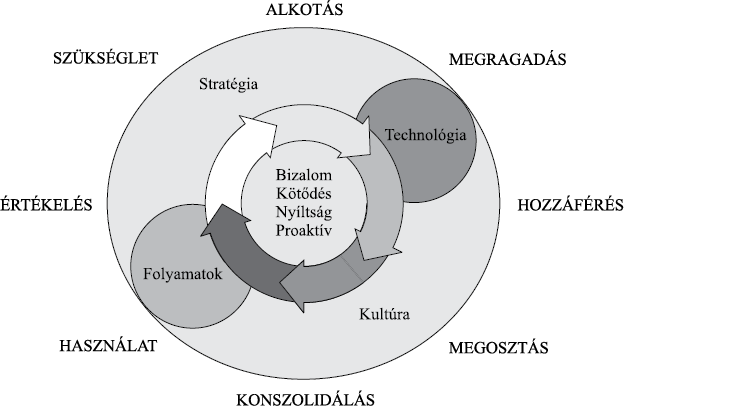 ALKOTÁS
SZÜKSÉGLET
MEGRAGADÁS
Stratégia
Technológia
Bizalom
Kötődés
Nyíltság
Proaktív
ÉRTÉKELÉS
HOZZÁFÉRÉS
Folyamatok
Kultúra
HASZNÁLAT
MEGOSZTÁS
KONSZOLIDÁLÁS